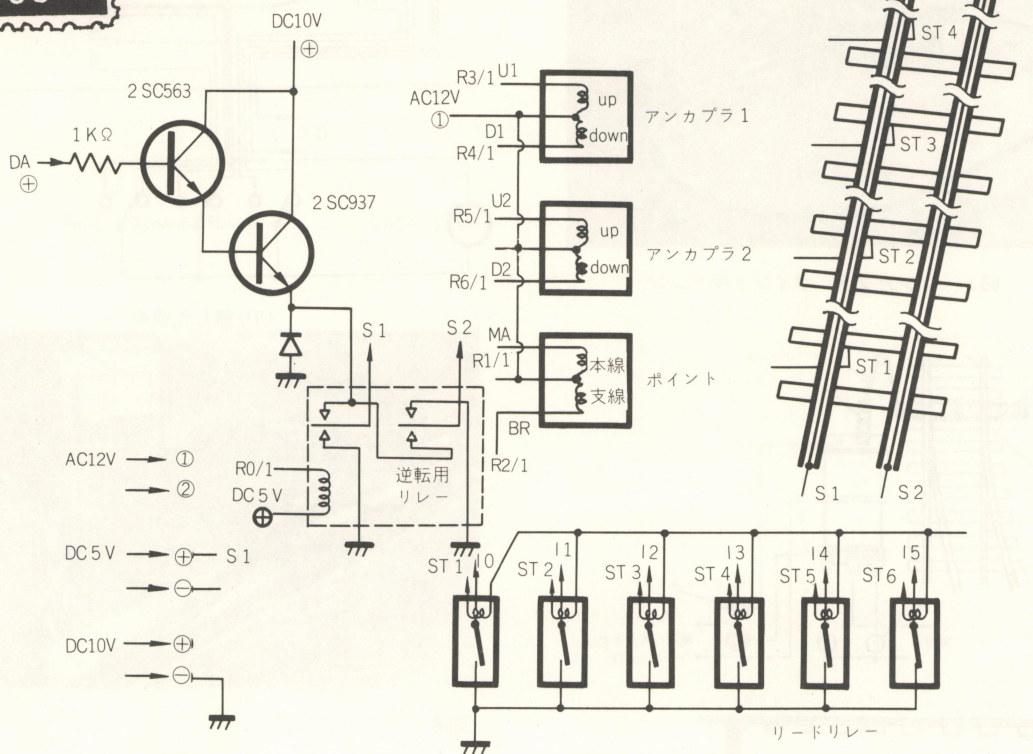 DC10V
⊕
2SC563
1KΩ
DA
⊕
2SC937
S1
S2
R0/1
DC5V
⊕
逆転用
リレー
AC12V ①
②
DC5V ⊕ S1
⊖
DC10V ⊕
⊖
R3/1 U1
AC12V
①
D1
R4/1
up
down
アンカプラ1
U2
R5/1
D2
R6/1
up
down
アンカプラ2
MA
R1/1
本線
支線
ポイント
BR
R2/1
ST4
ST3
ST2
ST1
S1
S2
ST1 I0
ST2 I1
ST3 I2
ST4 I3
ST5 I4
ST6 I5
リードリレー